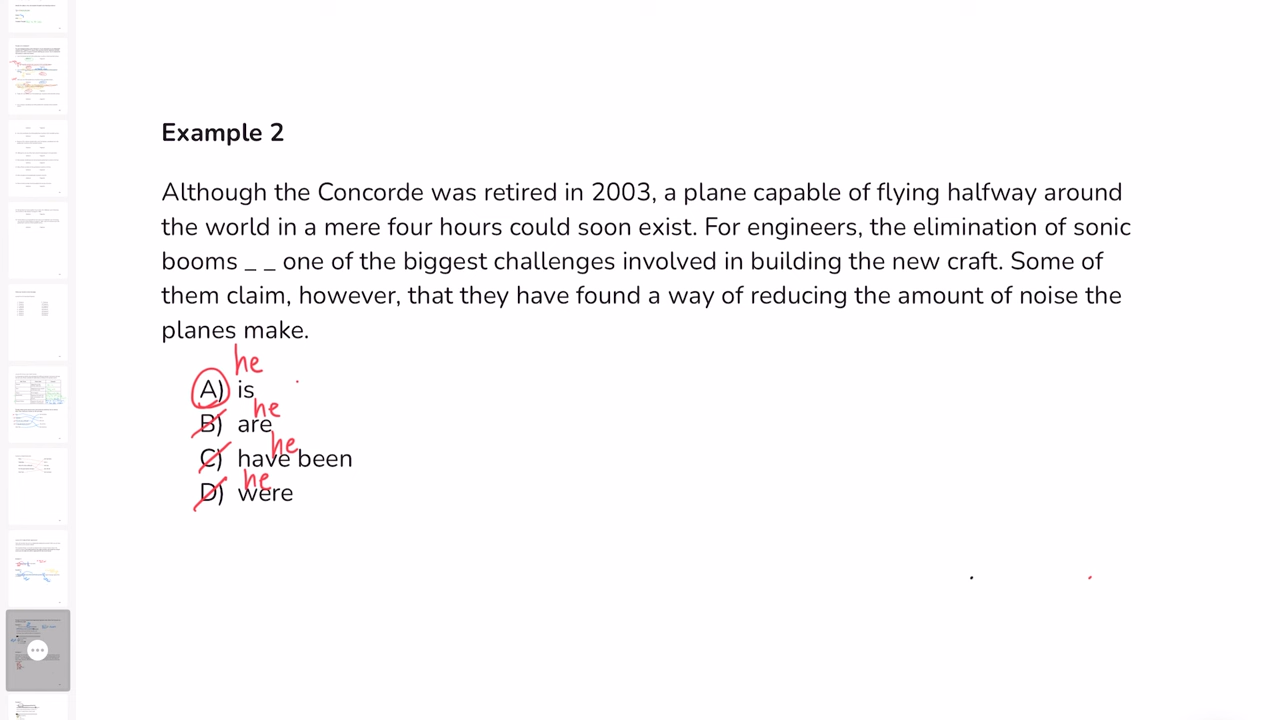 Example 2
Although the Concorde was retired in 2003, a plane capable of flying halfway around
the world in a mere four hours could soon exist. For engineers, the elimination of sonic
booms _ _ one of the biggest challenges involved in building the new craft. Some of
them claim, however, that they have found a way of reducing the amount of noise the
planes make.
he
A) is
he
B) are
he
C) have been
he
D) were